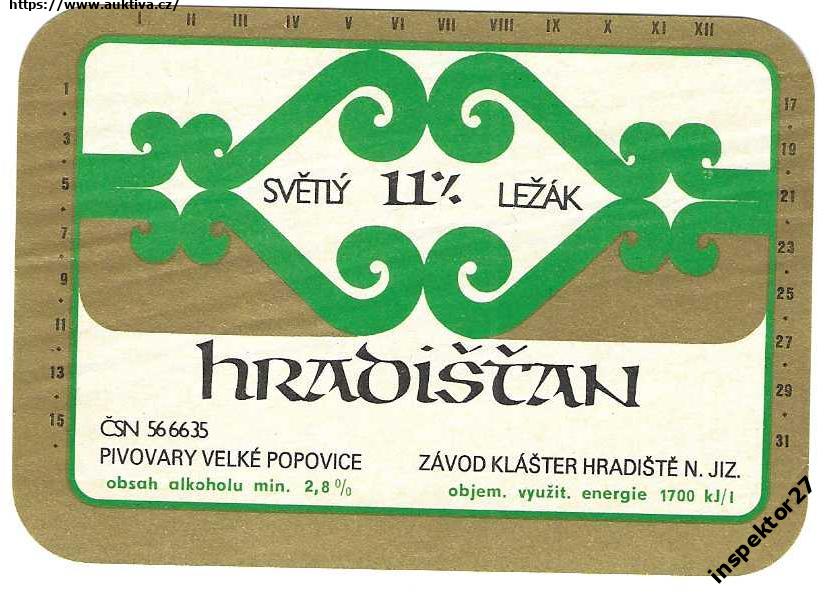 https://www.auktiva.cz/
I II III IV V VI VII VIII IX X XI XII
1
3
5
7
9
11
13
15
17
19
21
23
25
27
29
31
SVĚTLÝ 11% LEŽÁK
hRADIŠŤAN
ČSN 56 6635
PIVOVARY VELKÉ POPOVICE ZÁVOD KLÁŠTER HRADIŠTĚ N. JIZ.
obsah alkoholu min. 2,8 % objem. využit. energie 1700 kJ/l
inspektor27